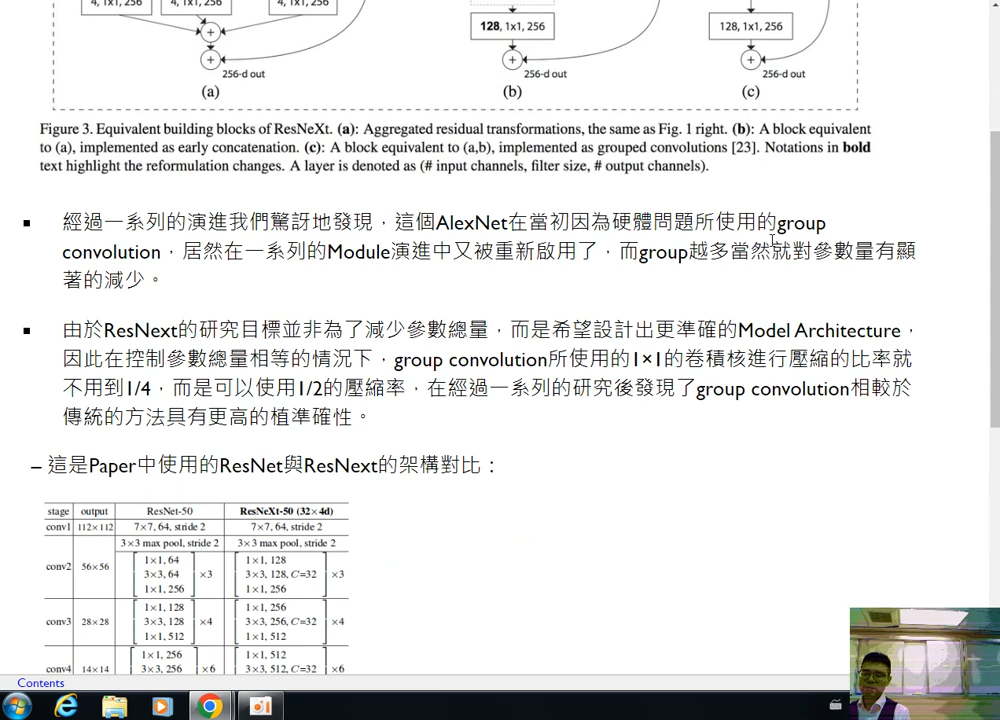 4, 1x1, 256 4, 1x1, 256 4, 1x1, 256
128, 1x1, 256 128, 1x1, 256
+
+ + +
256-d out 256-d out 256-d out
(a) (b) (c)
Figure 3. Equivalent building blocks of ResNeXt. (a): Aggregated residual transformations, the same as Fig. 1 right. (b): A block equivalent
to (a), implemented as early concatenation. (c): A block equivalent to (a,b), implemented as grouped convolutions [23]. Notations in bold
text highlight the reformulation changes. A layer is denoted as (# input channels, filter size, # output channels).
▪ 經過一系列的演進我們驚訝地發現，這個AlexNet在當初因為硬體問題所使用的group
convolution，居然在一系列的Module演進中又被重新啟用了，而group越多當然就對參數量有顯
著的減少。
▪ 由於ResNext的研究目標並非為了減少參數總量，而是希望設計出更準確的Model Architecture，
因此在控制參數總量相等的情況下，group convolution所使用的1×1的卷積核進行壓縮的比率就
不用到1/4，而是可以使用1/2的壓縮率，在經過一系列的研究後發現了group convolution相較於
傳統的方法具有更高的植準確性。
– 這是Paper中使用的ResNet與ResNext的架構對比：
stage output ResNet-50 ResNeXt-50 (32×4d)
conv1 112×112 7×7, 64, stride 2 7×7, 64, stride 2
3×3 max pool, stride 2 3×3 max pool, stride 2
1×1, 64 1×1, 128
conv2 56×56 3×3, 64 ×3 3×3, 128, C=32 ×3
1×1, 256 1×1, 256
1×1, 128 1×1, 256
conv3 28×28 3×3, 128 ×4 3×3, 256, C=32 ×4
1×1, 512 1×1, 512
1×1, 256 1×1, 512
conv4 14×14 3×3, 256 ×6 3×3, 512, C=32 ×6
Contents